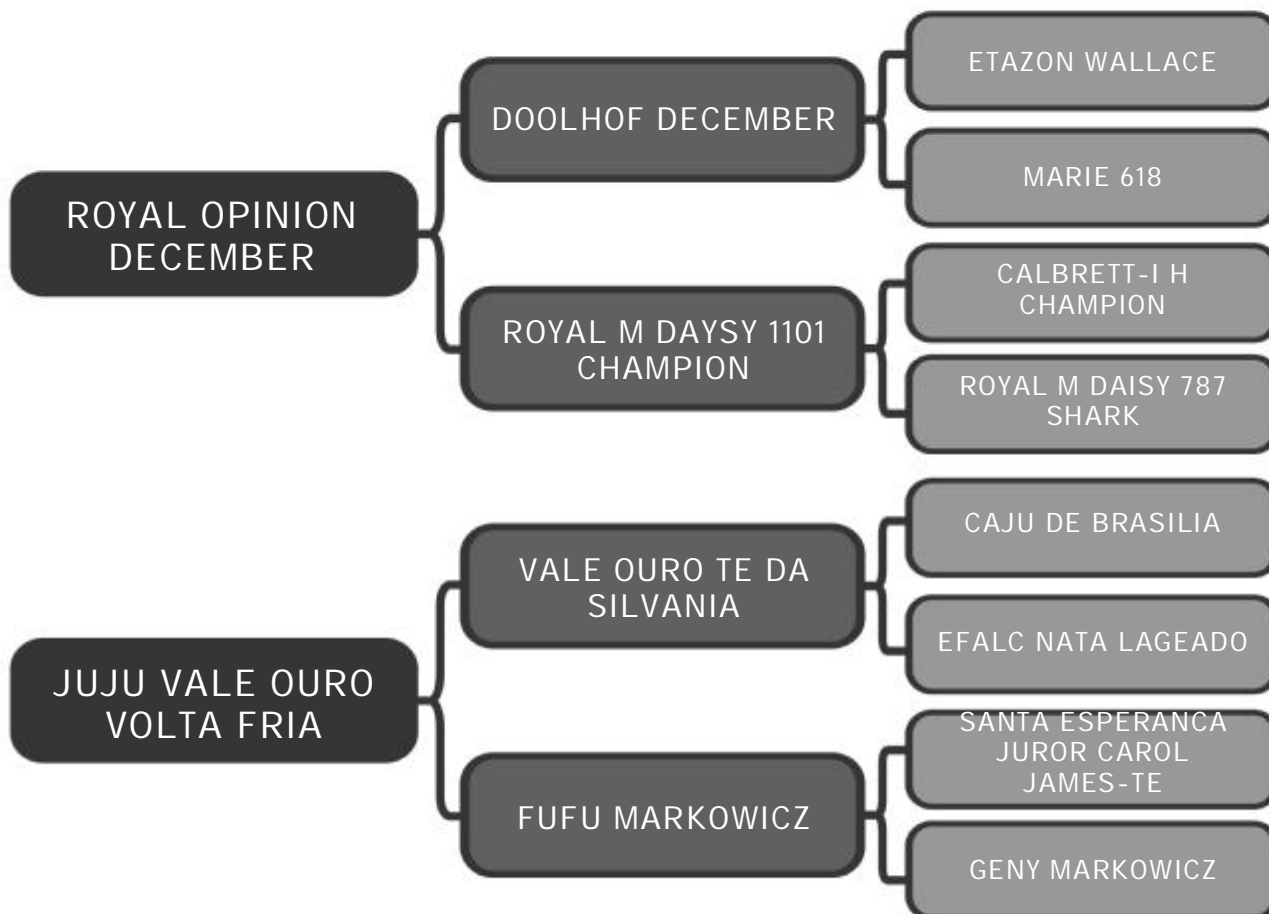 ROYAL OPINION
DECEMBER
DOOLHOF DECEMBER
ETAZON WALLACE
MARIE 618
ROYAL M DAYSY 1101
CHAMPION
CALBRETT-I H
CHAMPION
ROYAL M DAISY 787
SHARK
JUJU VALE OURO
VOLTA FRIA
VALE OURO TE DA
SILVANIA
CAJU DE BRASILIA
EFALC NATA LAGEADO
FUFU MARKOWICZ
SANTA ESPERANCA
JUROR CAROL
JAMES-TE
GENY MARKOWICZ